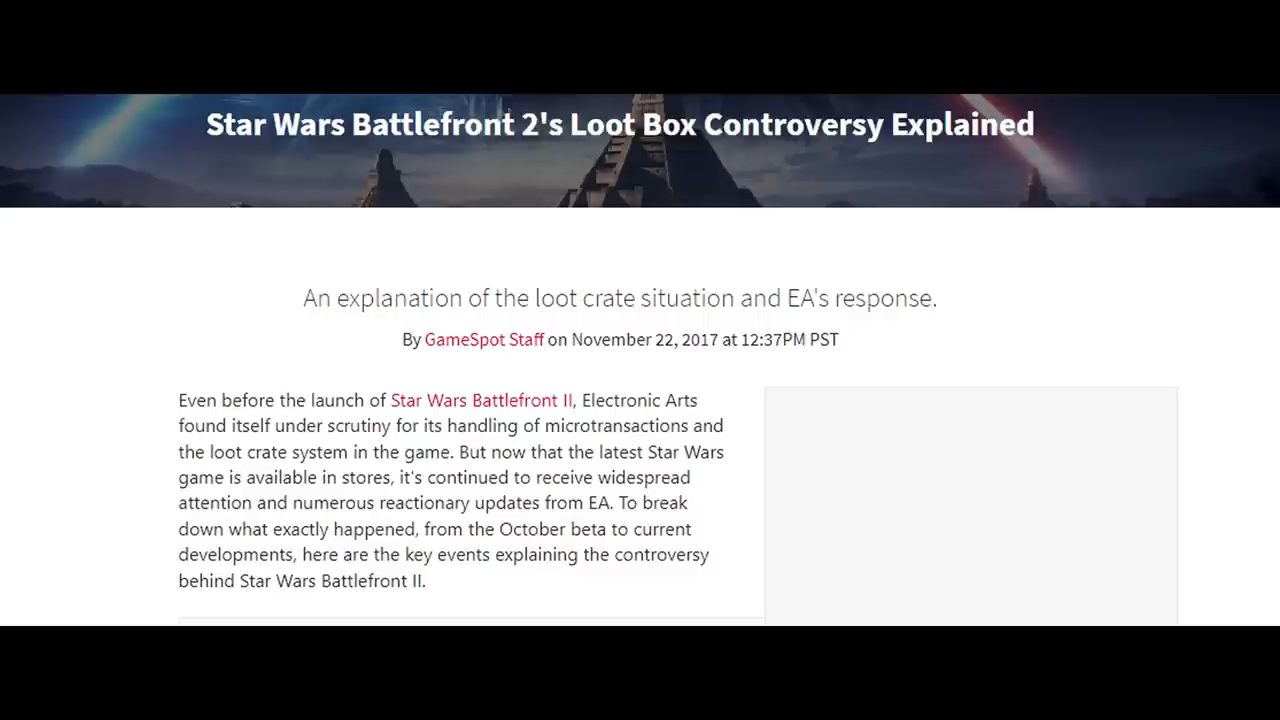 Star Wars Battlefront 2's Loot Box Controversy Explained
An explanation of the loot crate situation and EA's response.
By GameSpot Staff on November 22, 2017 at 12:37PM PST
Even before the launch of Star Wars Battlefront II, Electronic Arts
found itself under scrutiny for its handling of microtransactions and
the loot crate system in the game. But now that the latest Star Wars
game is available in stores, it's continued to receive widespread
attention and numerous reactionary updates from EA. To break
down what exactly happened, from the October beta to current
developments, here are the key events explaining the controversy
behind Star Wars Battlefront II.